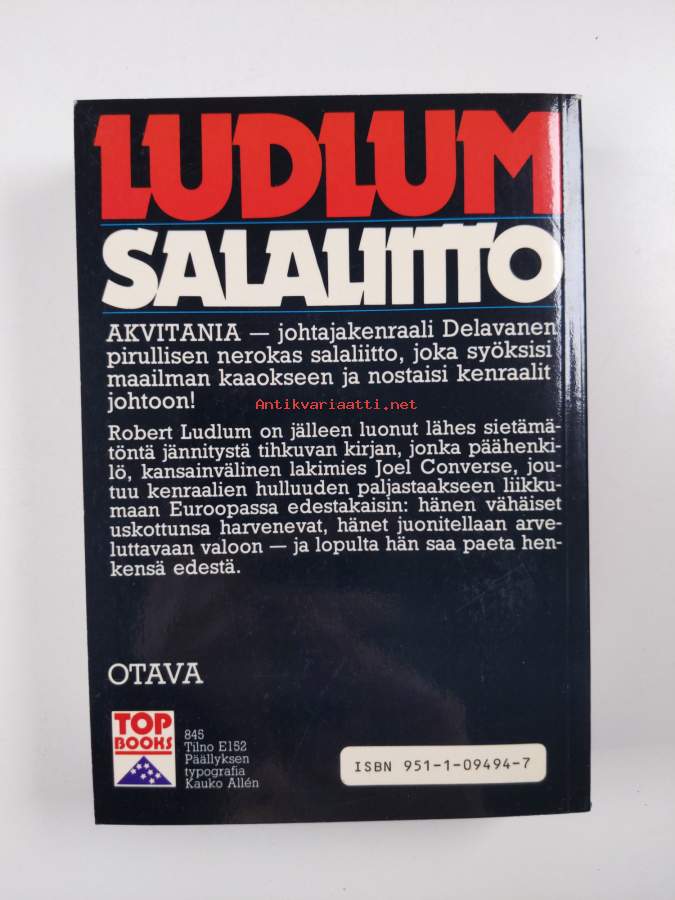 LUDLUM
SALALIITTO
AKVITANIA — johtajakenraali Delavanen
pirullisen nerokas salaliitto, joka syöksisi
maailman kaaokseen ja nostaisi kenraalit
johtoon!
Antikvariaatti.net
Robert Ludlum on jälleen luonut lähes sietämä-
töntä jännitystä tihkuvan kirjan, jonka päähenki-
lö, kansainvälinen lakimies Joel Converse, jou-
tuu kenraalien hulluuden paljastaakseen liikku-
maan Euroopassa edestakaisin: hänen vähäiset
uskottunsa harvenevat, hänet juonitellaan arve-
luttavaan valoon — ja lopulta hän saa paeta hen-
kensä edestä.
OTAVA
TOP
BOOKS
845
Tilno E152
Päällyksen
typografia
Kauko Allén
ISBN 951-1-09494-7